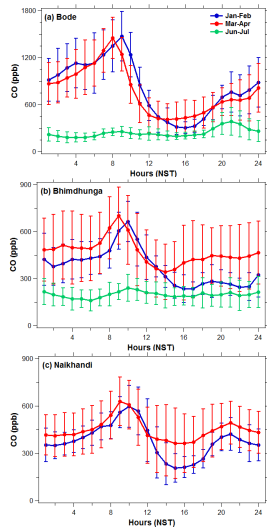 (a) Bode
Jan-Feb
Mar-Apr
Jun-Jul
CO (ppb)
1800
1200
600
0
4 8 12 16 20 24
Hours (NST)
(b) Bhimdhunga
CO (ppb)
900
600
300
0
4 8 12 16 20 24
Hours (NST)
(c) Naikhandi
CO (ppb)
900
600
300
0
4 8 12 16 20 24
Hours (NST)